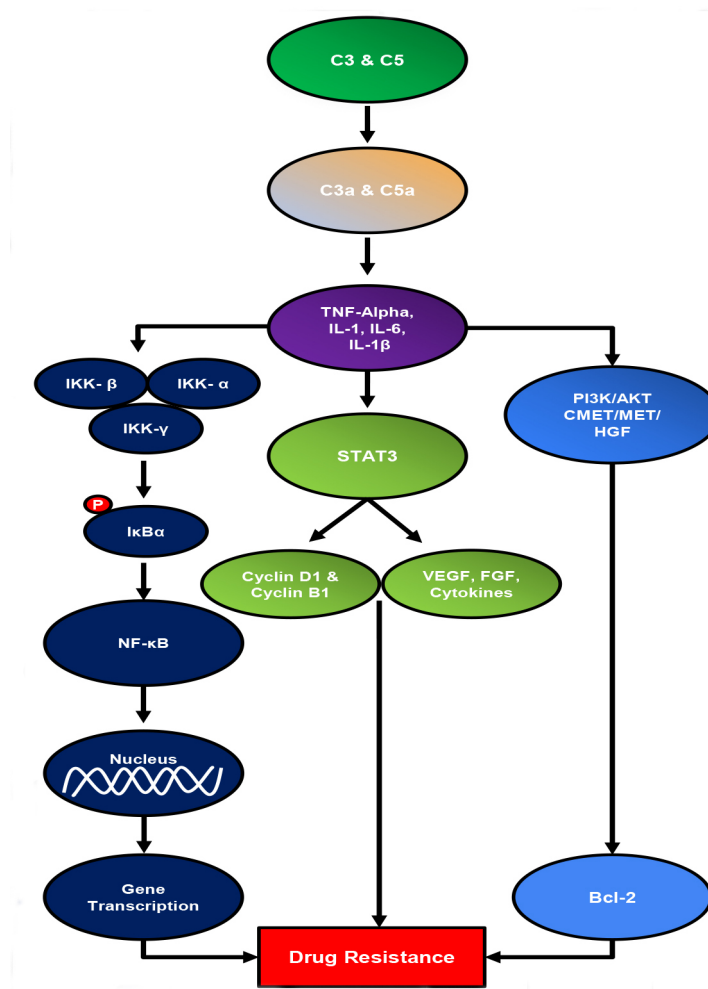 C3 & C5
C3a & C5a
TNF-Alpha,
IL-1, IL-6,
IL-1β
IKK- β
IKK- α
IKK-γ
PI3K/AKT
CMET/MET/
HGF
STAT3
P
IκBα
Cyclin D1 &
Cyclin B1
VEGF, FGF,
Cytokines
NF-κB
Nucleus
Gene
Transcription
Bcl-2
Drug Resistance